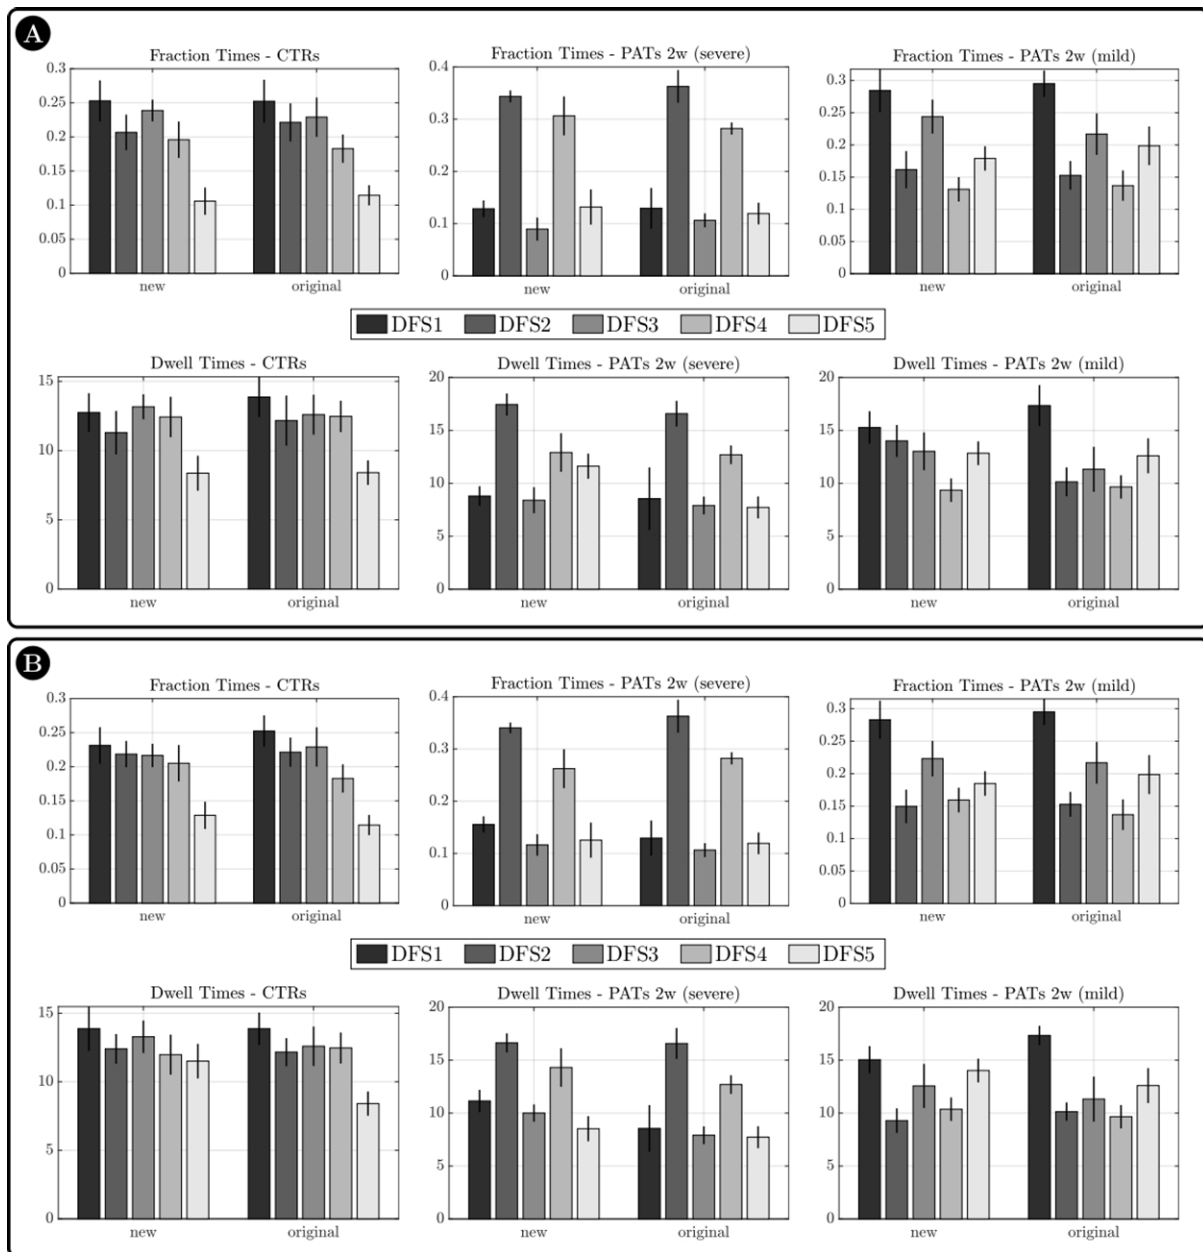 A
Fraction Times - CTRs
0.3
0.25
0.2
0.15
0.1
0.05
0
new
original
Fraction Times - PATs 2w (severe)
0.4
0.3
0.2
0.1
0
new
original
Fraction Times - PATs 2w (mild)
0.3
0.25
0.2
0.15
0.1
0.05
0
new
original
DFS1 DFS2 DFS3 DFS4 DFS5
Dwell Times - CTRs
15
10
5
0
new
original
Dwell Times - PATs 2w (severe)
20
15
10
5
0
new
original
Dwell Times - PATs 2w (mild)
20
15
10
5
0
new
original
B
Fraction Times - CTRs
0.3
0.25
0.2
0.15
0.1
0.05
0
new
original
Fraction Times - PATs 2w (severe)
0.4
0.3
0.2
0.1
0
new
original
Fraction Times - PATs 2w (mild)
0.3
0.25
0.2
0.15
0.1
0.05
0
new
original
DFS1 DFS2 DFS3 DFS4 DFS5
Dwell Times - CTRs
15
10
5
0
new
original
Dwell Times - PATs 2w (severe)
20
15
10
5
0
new
original
Dwell Times - PATs 2w (mild)
20
15
10
5
0
new
original